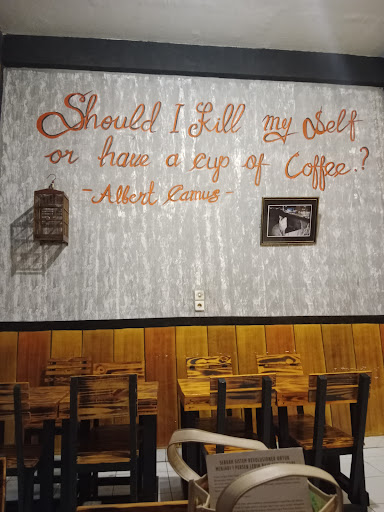 Should I Kill my Self
or have a cup of Coffee.?
- Albert Camus -